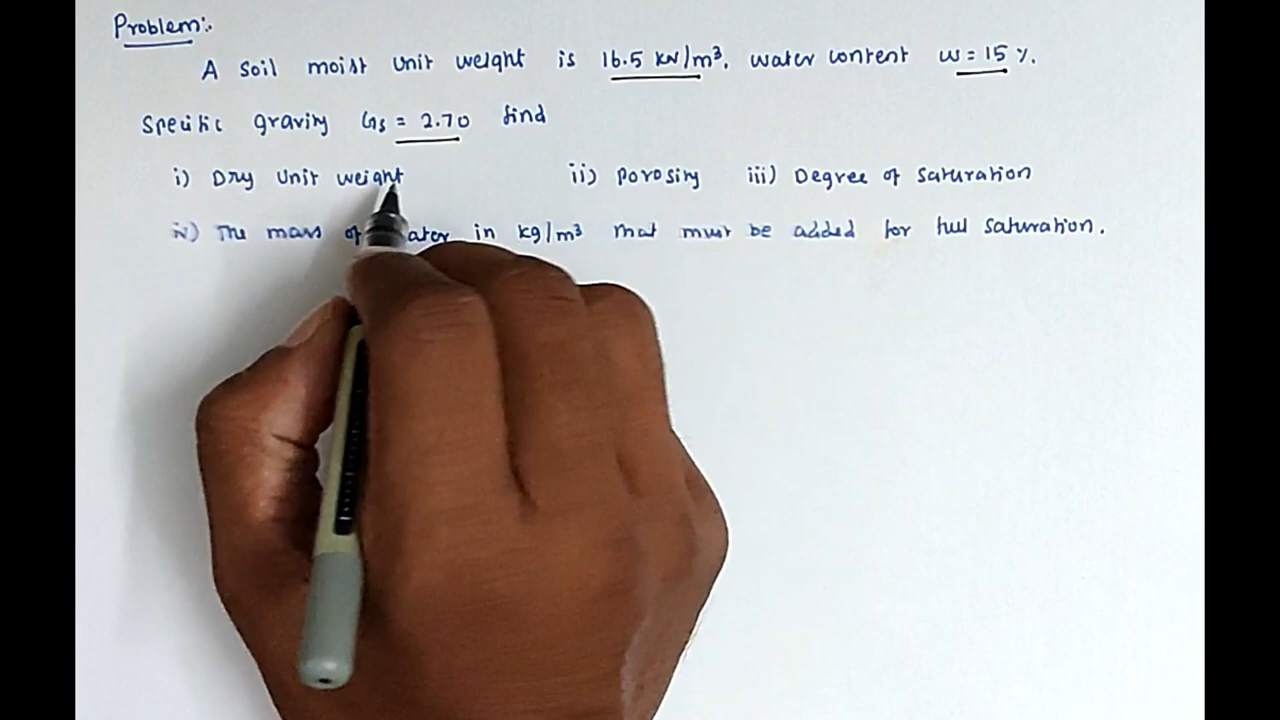 Problem:-
A Soil moist unit weight is 16.5 kN/m³, water content w = 15 %.
Specific gravity Gs = 2.70 find
i) Dry Unit weight ii) Porosity iii) Degree of Saturation
iv) The mass of water in kg/m³ that must be added for full saturation.